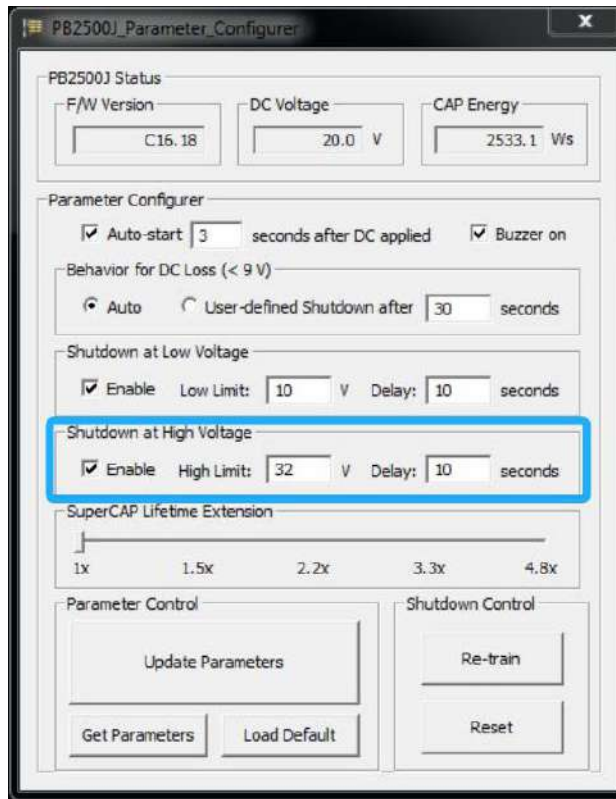 PB2500J_Parameter_Configurer
x
PB2500J Status
F/W Version
C16.18
DC Voltage
20.0 V
CAP Energy
2533.1 Ws
Parameter Configurer
Auto-start 3 seconds after DC applied
Buzzer on
Behavior for DC Loss (< 9 V)
Auto
User-defined Shutdown after 30 seconds
Shutdown at Low Voltage
Enable Low Limit: 10 V Delay: 10 seconds
Shutdown at High Voltage
Enable High Limit: 32 V Delay: 10 seconds
SuperCAP Lifetime Extension
1x 1.5x 2.2x 3.3x 4.8x
Parameter Control
Update Parameters
Get Parameters
Load Default
Shutdown Control
Re-train
Reset